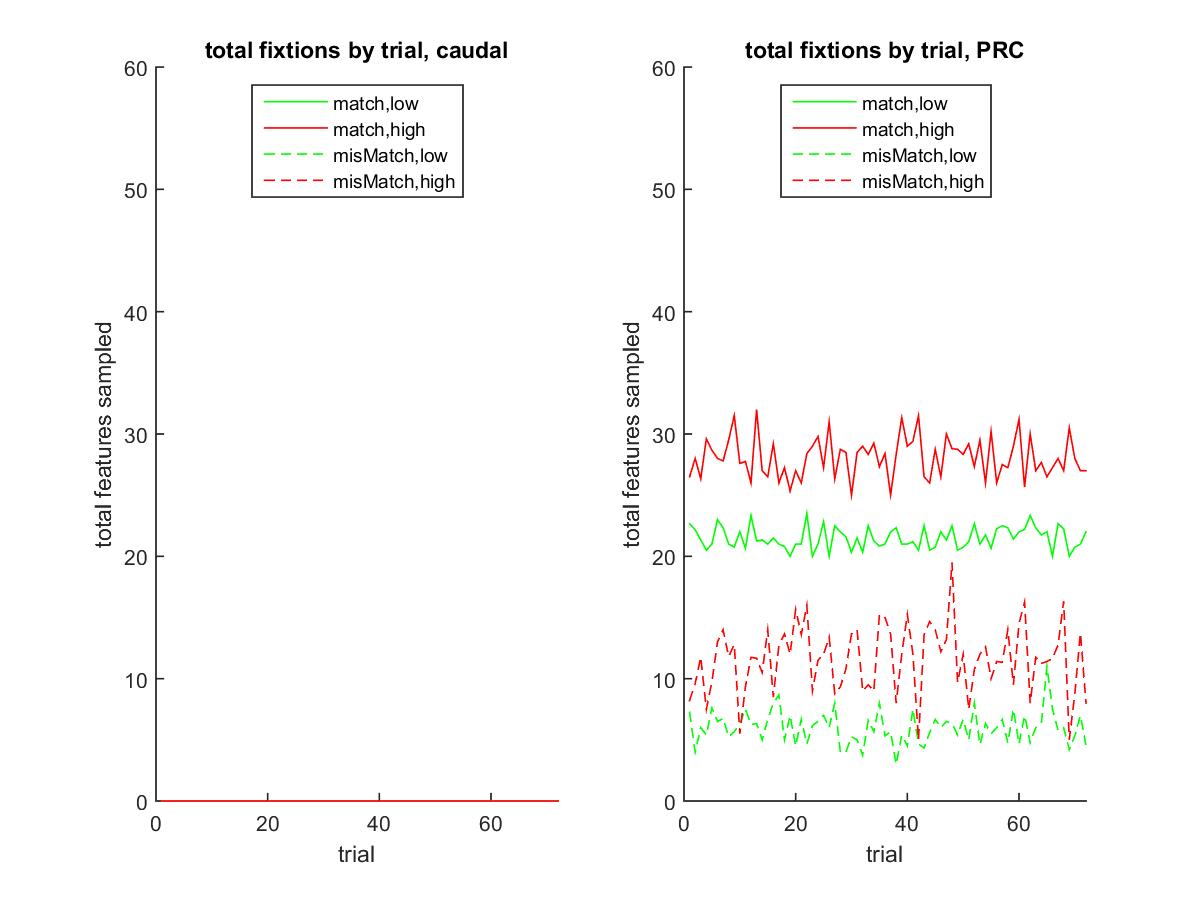 total fixtions by trial, caudal
60
50
40
30
20
10
0
total features sampled
match,low
match,high
misMatch,low
misMatch,high
0 20 40 60
trial
total fixtions by trial, PRC
60
50
40
30
20
10
0
total features sampled
match,low
match,high
misMatch,low
misMatch,high
0 20 40 60
trial